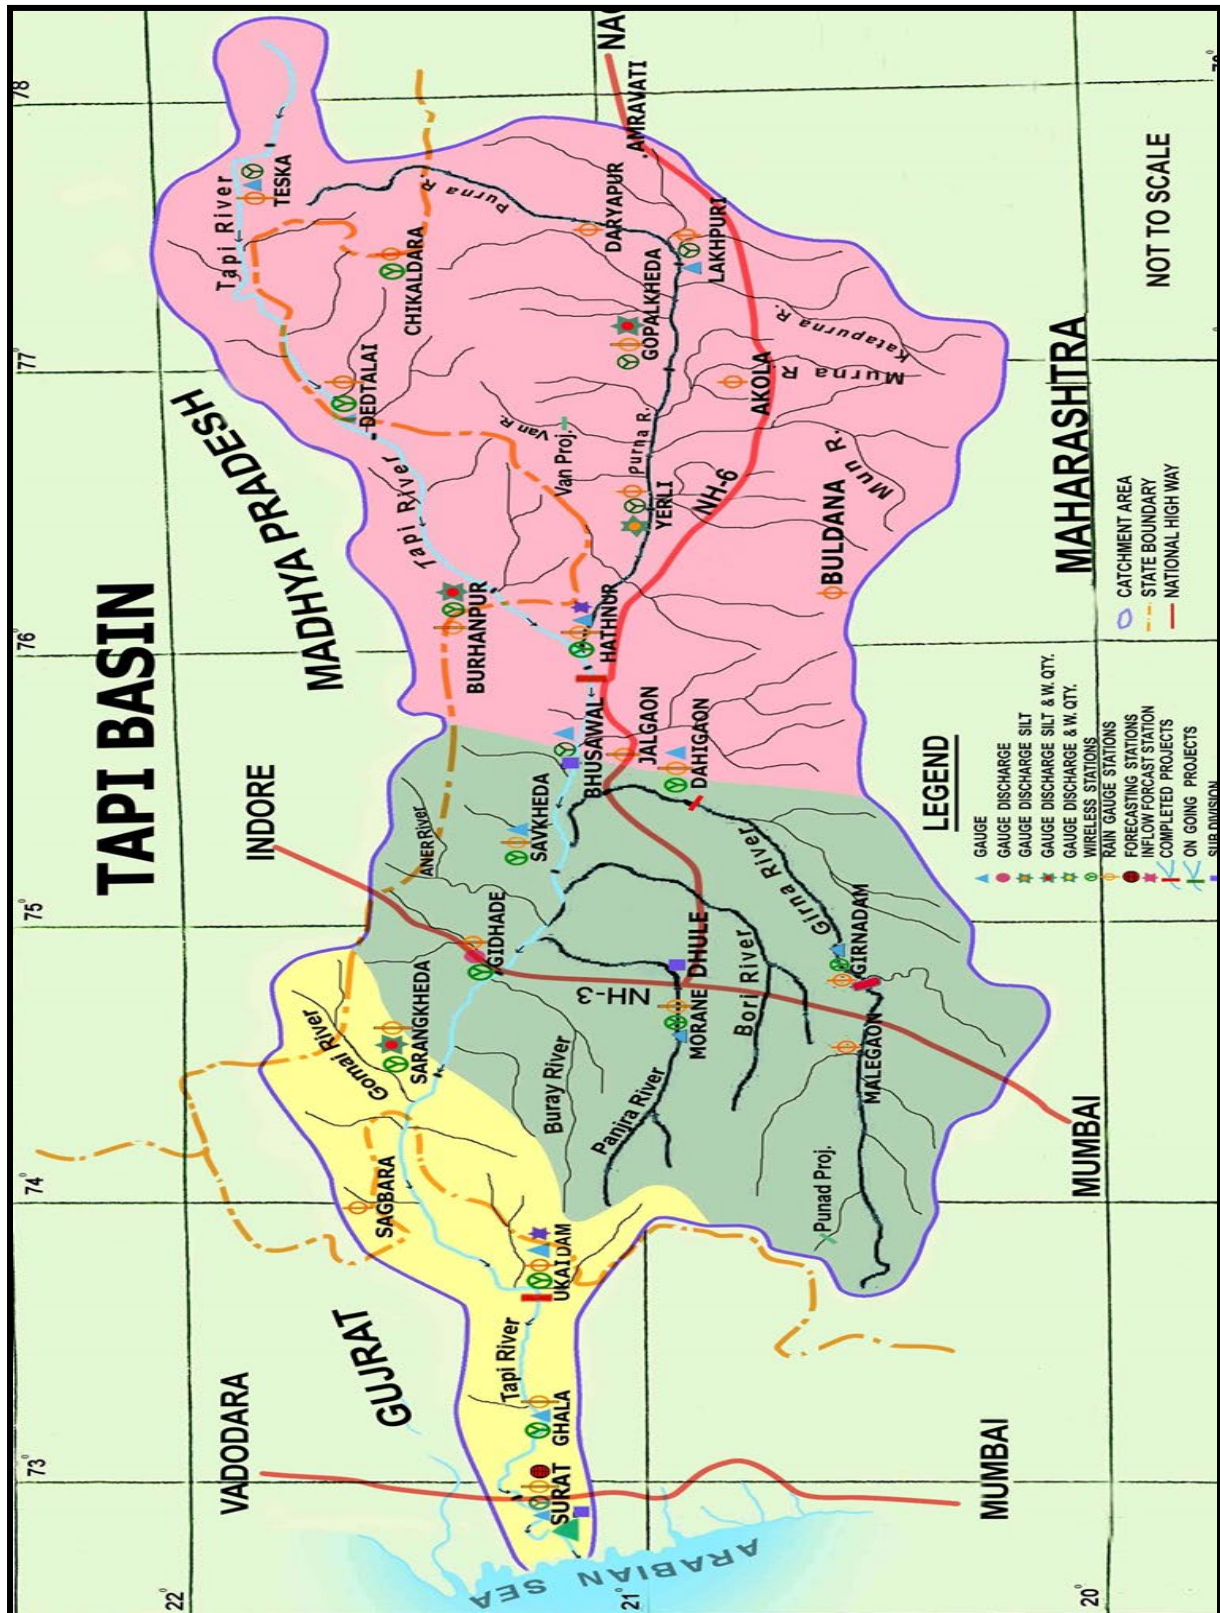 TAPI BASIN
MADHYA PRADESH
GUJRAT
MAHARASHTRA
ARABIAN SEA
NOT TO SCALE
VADODARA
INDORE
MUMBAI
MUMBAI
73°
74°
75°
76°
77°
78
22°
21°
20°
Tapi River
Tapi River
Tapi River
TESKA
Purna R.
CHIKALDARA
DARYAPUR
AMRAVATI
LAKHPURI
GOPALKHEDA
DEDTALAI
Katapurna R.
Murna R
AKOLA
Van R.
Van Proj.
Purna R.
YERLI
NH-6
Mun R.
BULDANA
BURHANPUR
HATHNUR
BHUSAWAL
JALGAON
DAHIGAON
SAVKHEDA
ANER River
GIDHADE
Girna River
GIRNADAM
DHULE
MORANE
NH-3
Bori River
Panjra River
Buray River
MALEGAON
Punad Proj.
SARANGKHEDA
Gomai River
SAGBARA
UKAIDAM
GHALA
SURAT
LEGEND
GAUGE
GAUGE DISCHARGE
GAUGE DISCHARGE SILT
GAUGE DISCHARGE SILT & W. QTY.
GAUGE DISCHARGE & W. QTY.
WIRELESS STATIONS
RAIN GAUGE STATIONS
FORECASTING STATIONS
INFLOW FORCAST STATION
COMPLETED PROJECTS
ON GOING PROJECTS
CATCHMENT AREA
STATE BOUNDARY
NATIONAL HIGH WAY